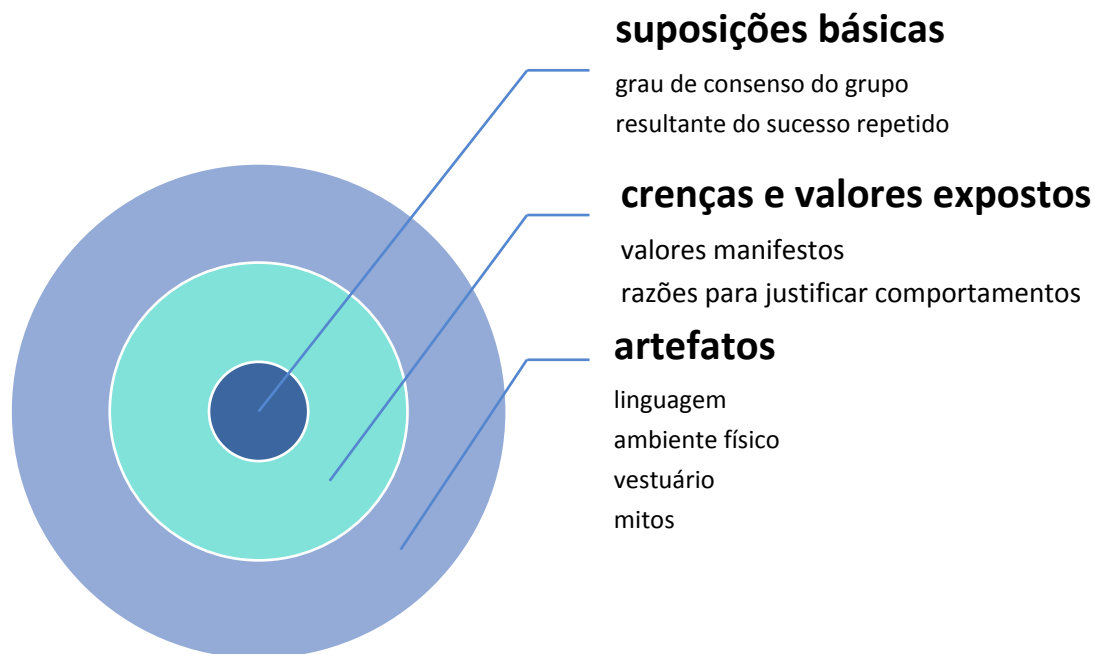 suposições básicas
grau de consenso do grupo
resultante do sucesso repetido
crenças e valores expostos
valores manifestos
razões para justificar comportamentos
artefatos
linguagem
ambiente físico
vestuário
mitos